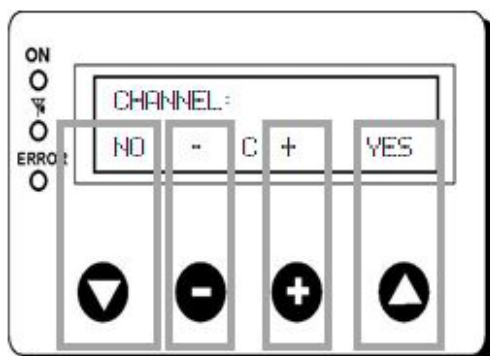 ON
ERROR
CHANNEL:
NO - C + YES
- +